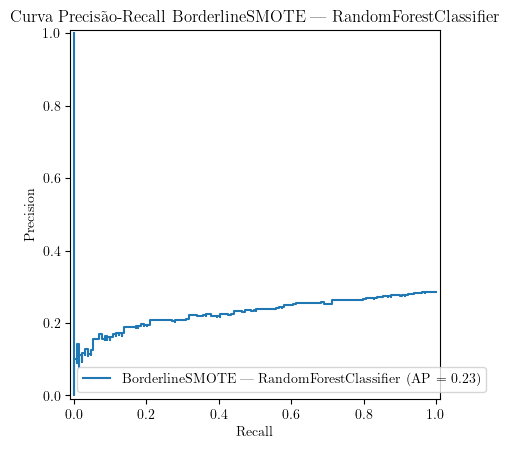 Curva Precisão-Recall BorderlineSMOTE — RandomForestClassifier
1.0
0.8
0.6
0.4
0.2
0.0
Precision
BorderlineSMOTE — RandomForestClassifier (AP = 0.23)
0.0 0.2 0.4 0.6 0.8 1.0
Recall